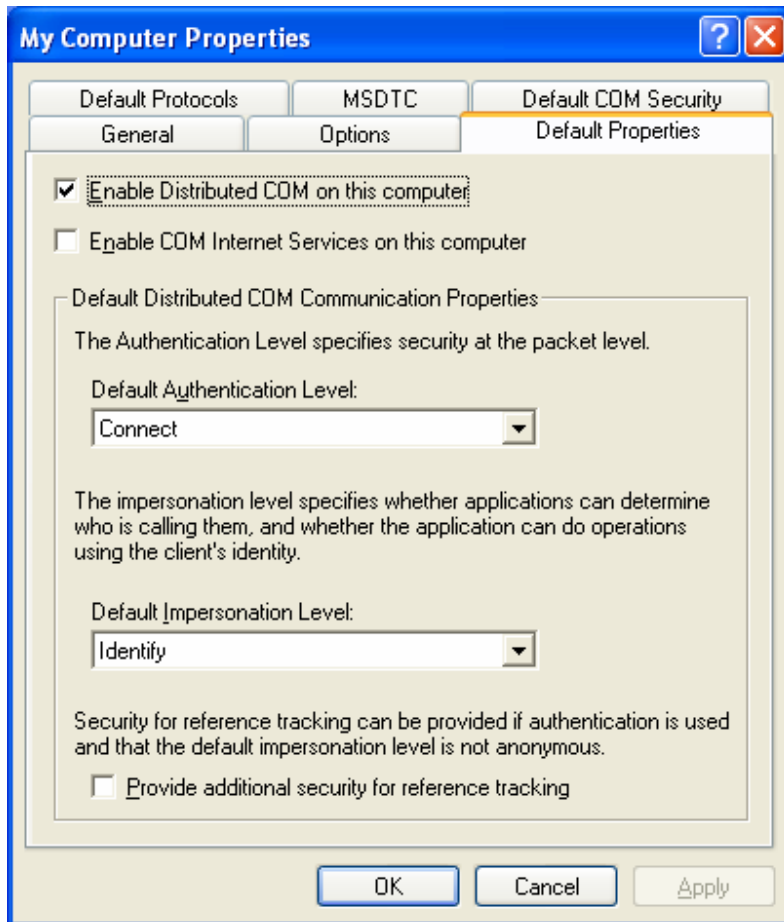 My Computer Properties
?
Default Protocols MSDTC Default COM Security
General Options Default Properties
Enable Distributed COM on this computer
Enable COM Internet Services on this computer
Default Distributed COM Communication Properties
The Authentication Level specifies security at the packet level.
Default Authentication Level:
Connect
The impersonation level specifies whether applications can determine
who is calling them, and whether the application can do operations
using the client's identity.
Default Impersonation Level:
Identify
Security for reference tracking can be provided if authentication is used
and that the default impersonation level is not anonymous.
Provide additional security for reference tracking
OK Cancel Apply